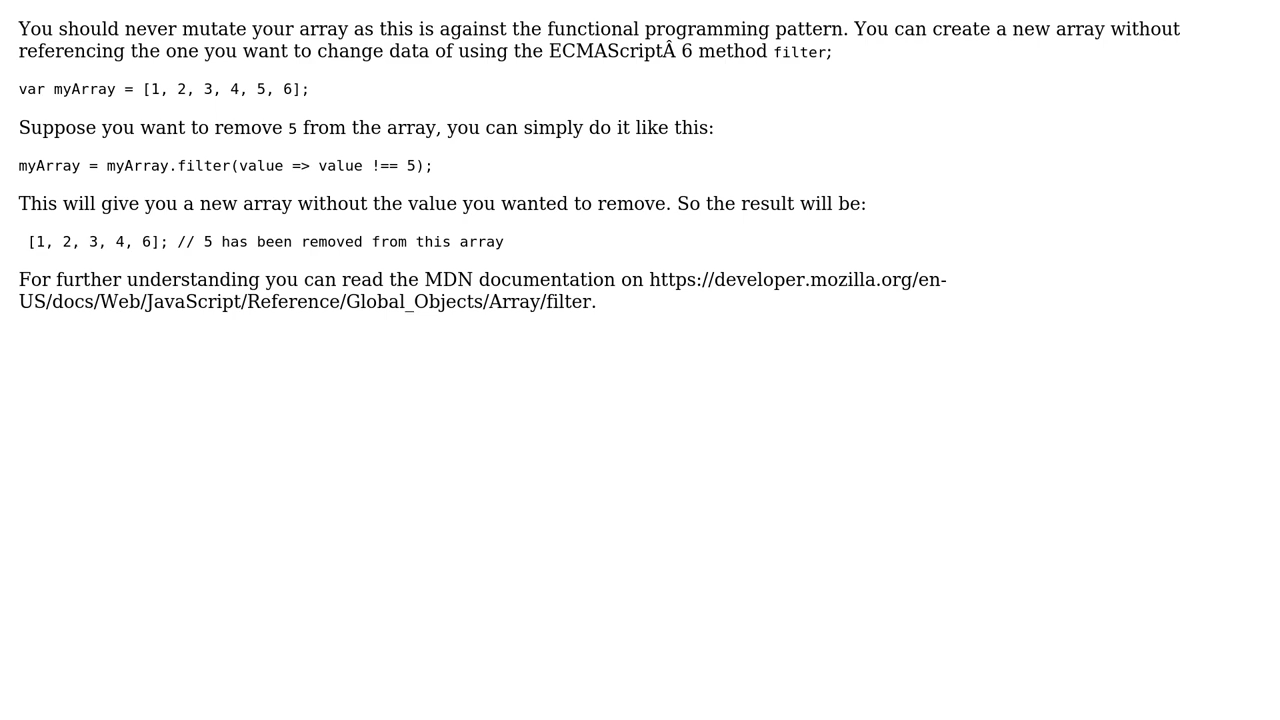 You should never mutate your array as this is against the functional programming pattern. You can create a new array without
referencing the one you want to change data of using the ECMAScriptÂ 6 method filter;
var myArray = [1, 2, 3, 4, 5, 6];
Suppose you want to remove 5 from the array, you can simply do it like this:
myArray = myArray.filter(value => value !== 5);
This will give you a new array without the value you wanted to remove. So the result will be:
 [1, 2, 3, 4, 6]; // 5 has been removed from this array
For further understanding you can read the MDN documentation on https://developer.mozilla.org/en-
US/docs/Web/JavaScript/Reference/Global_Objects/Array/filter.